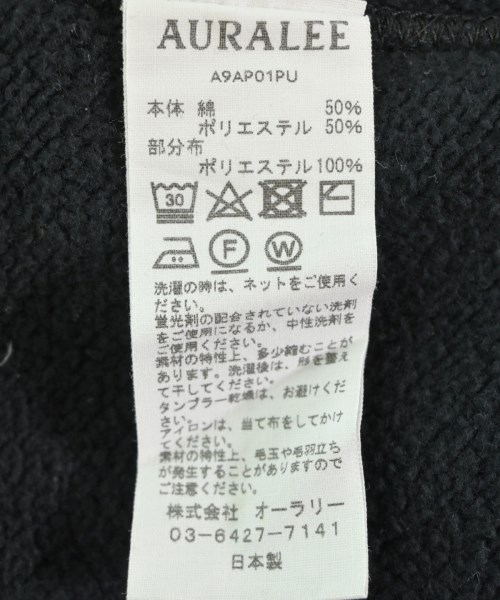 AURALEE
A9AP01PU
本体 綿 50%
ポリエステル 50%
部分布
ポリエステル 100%
30
F W
洗濯の時は、ネットをご使用く
ださい。
蛍光剤の配合されていない洗剤
をご使用になるか、中性洗剤を
ご使用ください。
素材の特性上、多少縮むことが
あります。洗濯後は、形を整え
て干してください。
タンブラー乾燥は、お避けくだ
さい。
アイロンは、当て布をしてかけ
てください。
素材の特性上、毛玉や毛羽立ち
が発生することがありますので
ご注意ください。
株式会社 オーラリー
03-6427-7141
日本製